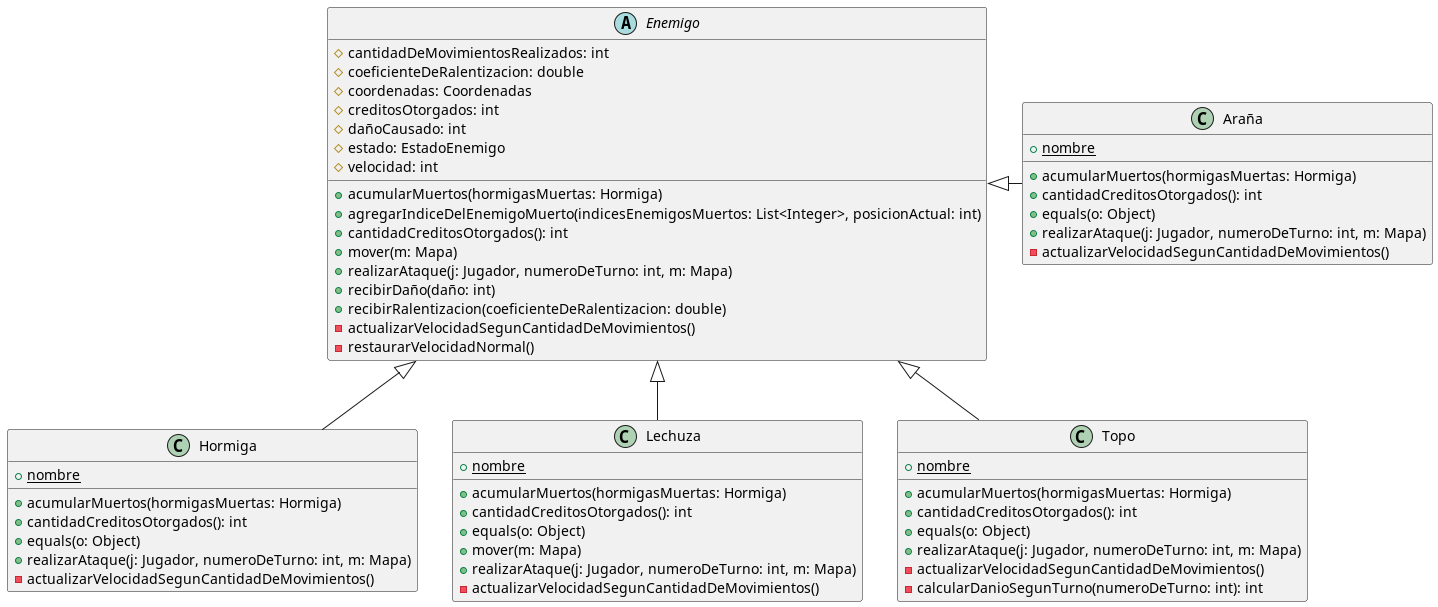 A Enemigo
cantidadDeMovimientosRealizados: int
coeficienteDeRalentizacion: double
coordenadas: Coordenadas
creditosOtorgados: int
dañoCausado: int
estado: EstadoEnemigo
velocidad: int
acumularMuertos(hormigasMuertas: Hormiga)
agregarIndiceDelEnemigoMuerto(indicesEnemigosMuertos: List<Integer>, posicionActual: int)
cantidadCreditosOtorgados(): int
mover(m: Mapa)
realizarAtaque(j: Jugador, numeroDeTurno: int, m: Mapa)
recibirDaño(daño: int)
recibirRalentizacion(coeficienteDeRalentizacion: double)
actualizarVelocidadSegunCantidadDeMovimientos()
restaurarVelocidadNormal()
C Araña
nombre
acumularMuertos(hormigasMuertas: Hormiga)
cantidadCreditosOtorgados(): int
equals(o: Object)
realizarAtaque(j: Jugador, numeroDeTurno: int, m: Mapa)
actualizarVelocidadSegunCantidadDeMovimientos()
C Hormiga
nombre
acumularMuertos(hormigasMuertas: Hormiga)
cantidadCreditosOtorgados(): int
equals(o: Object)
realizarAtaque(j: Jugador, numeroDeTurno: int, m: Mapa)
actualizarVelocidadSegunCantidadDeMovimientos()
C Lechuza
nombre
acumularMuertos(hormigasMuertas: Hormiga)
cantidadCreditosOtorgados(): int
equals(o: Object)
mover(m: Mapa)
realizarAtaque(j: Jugador, numeroDeTurno: int, m: Mapa)
actualizarVelocidadSegunCantidadDeMovimientos()
C Topo
nombre
acumularMuertos(hormigasMuertas: Hormiga)
cantidadCreditosOtorgados(): int
equals(o: Object)
realizarAtaque(j: Jugador, numeroDeTurno: int, m: Mapa)
actualizarVelocidadSegunCantidadDeMovimientos()
calcularDanioSegunTurno(numeroDeTurno: int): int